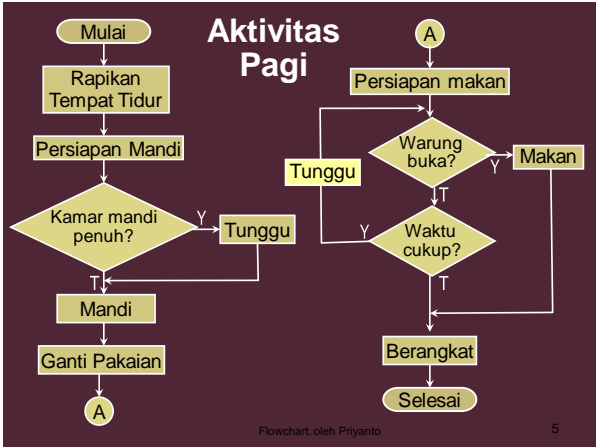 Aktivitas
Pagi
Mulai
Rapikan
Tempat Tidur
Persiapan Mandi
Kamar mandi
penuh?
Y
Tunggu
T
Mandi
Ganti Pakaian
A
A
Persiapan makan
Warung
buka?
Y
Makan
T
Tunggu
Y
Waktu
cukup?
T
Berangkat
Selesai
Flowchart. oleh Priyanto
5